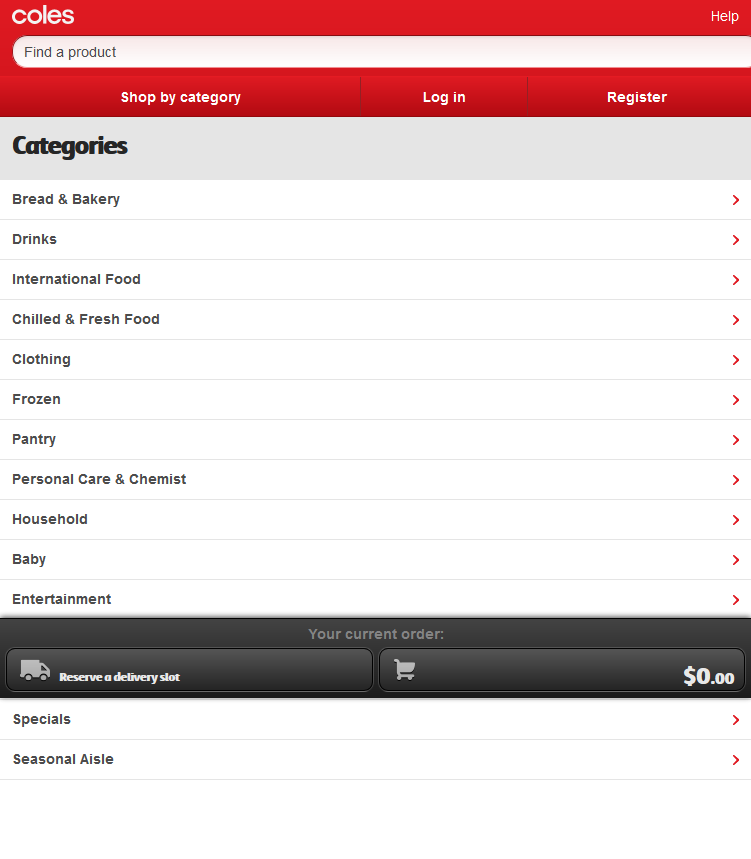 coles
Help
Find a product
Shop by category
Log in
Register
Categories
Bread & Bakery
Drinks
International Food
Chilled & Fresh Food
Clothing
Frozen
Pantry
Personal Care & Chemist
Household
Baby
Entertainment
Your current order:
Reserve a delivery slot
$0.00
Specials
Seasonal Aisle